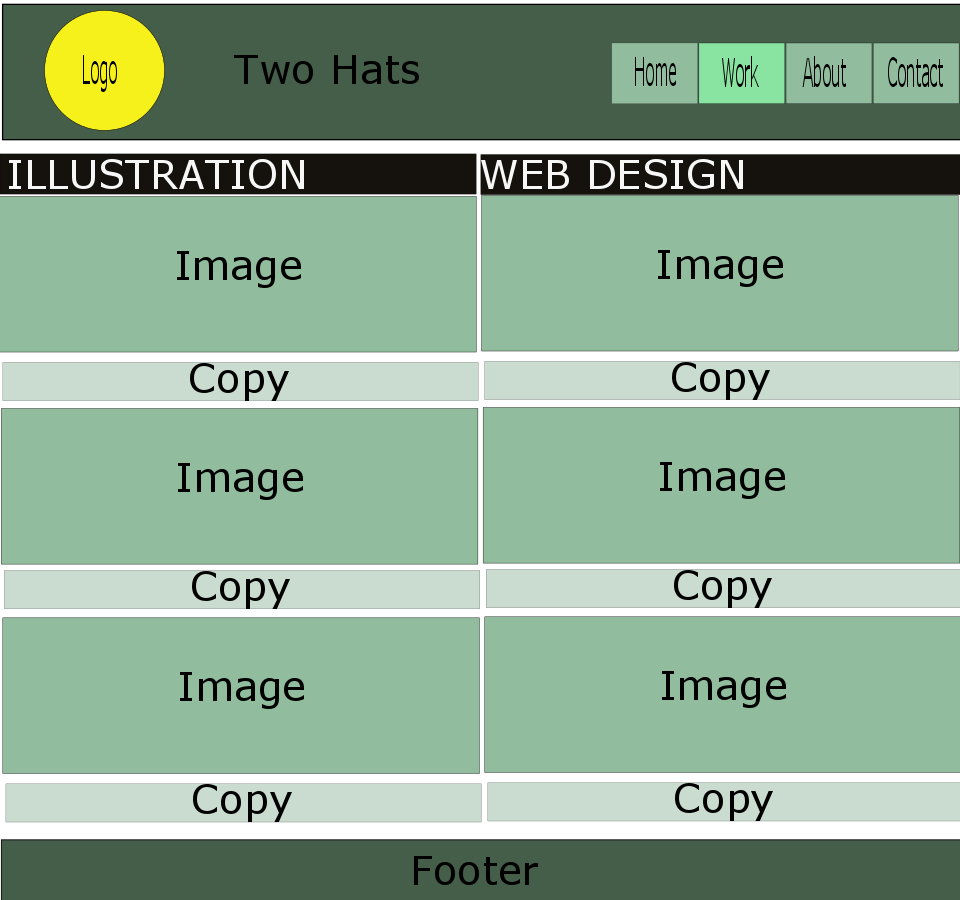 Logo
Two Hats
Home
Work
About
Contact
ILLUSTRATION
WEB DESIGN
Image
Image
Copy
Copy
Image
Image
Copy
Copy
Image
Image
Copy
Copy
Footer